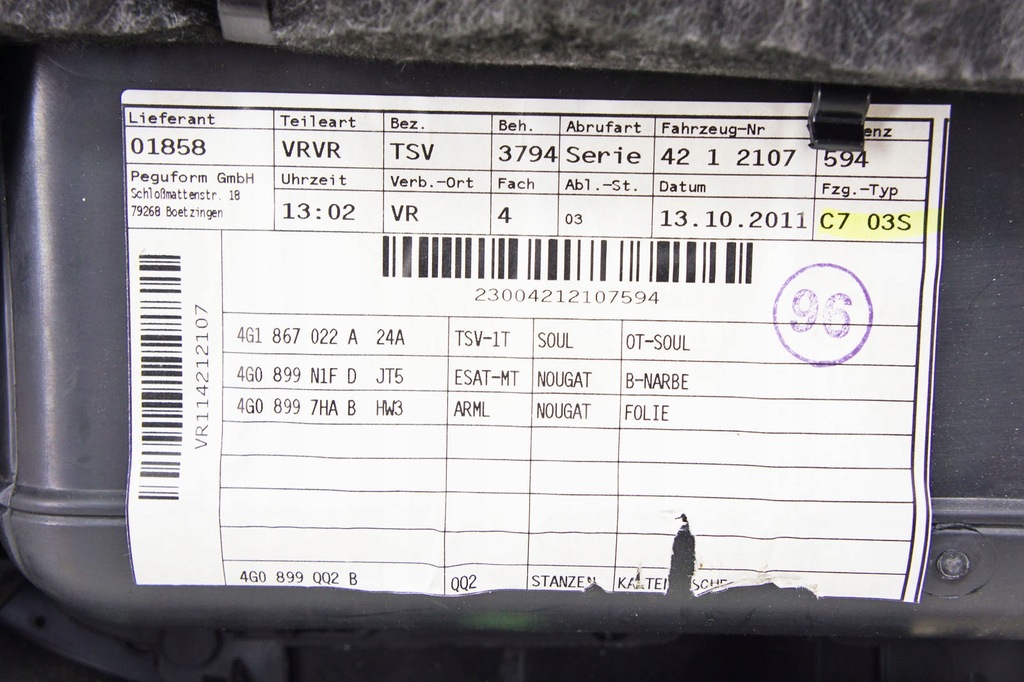 Lieferant Teileart Bez. Beh. Abrufart Fahrzeug-Nr enz
01858 VRVR TSV 3794 Serie 42 1 2107 594
Peguform GmbH Uhrzeit Verb.-Ort Fach Abl.-St. Datum Fzg.-Typ
Schloßmattenstr. 18
79268 Boetzingen 13:02 VR 4 03 13.10.2011 C7 03S
23004212107594
96
VR114212107
4G1 867 022 A 24A TSV-1T SOUL OT-SOUL
4G0 899 N1F D JT5 ESAT-MT NOUGAT B-NARBE
4G0 899 7HA B HW3 ARML NOUGAT FOLIE
4G0 899 QQ2 B QQ2 STANZEN